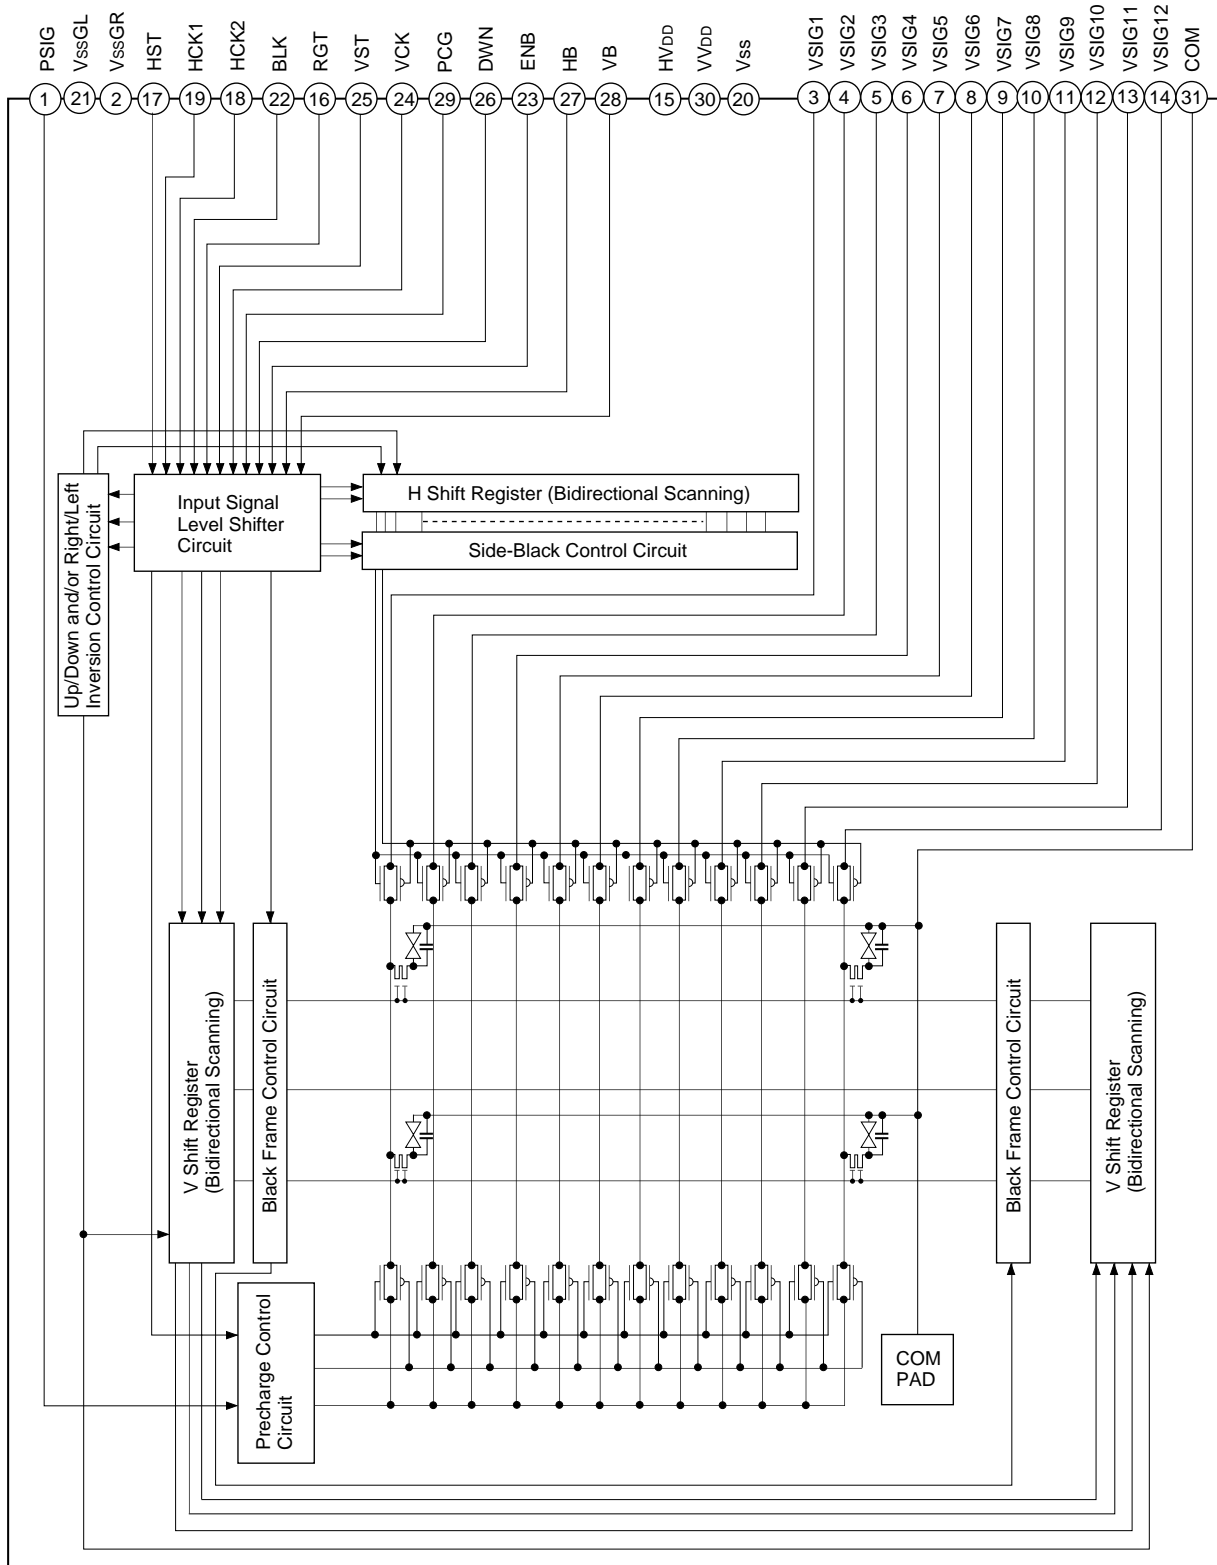 PSIG
VSSGL
VSSGR
HST
HCK1
HCK2
BLK
RGT
VST
VCK
PCG
DWN
ENB
HB
VB
HVDD
VVDD
VSS
VSIG1
VSIG2
VSIG3
VSIG4
VSIG5
VSIG6
VSIG7
VSIG8
VSIG9
VSIG10
VSIG11
VSIG12
COM
1
21
2
17
19
18
22
16
25
24
29
26
23
27
28
15
30
20
3
4
5
6
7
8
9
10
11
12
13
14
31
Up/Down and/or Right/Left
Inversion Control Circuit
Input Signal
Level Shifter
Circuit
H Shift Register (Bidirectional Scanning)
Side-Black Control Circuit
V Shift Register
(Bidirectional Scanning)
Black Frame Control Circuit
Black Frame Control Circuit
V Shift Register
(Bidirectional Scanning)
Precharge Control
Circuit
COM
PAD